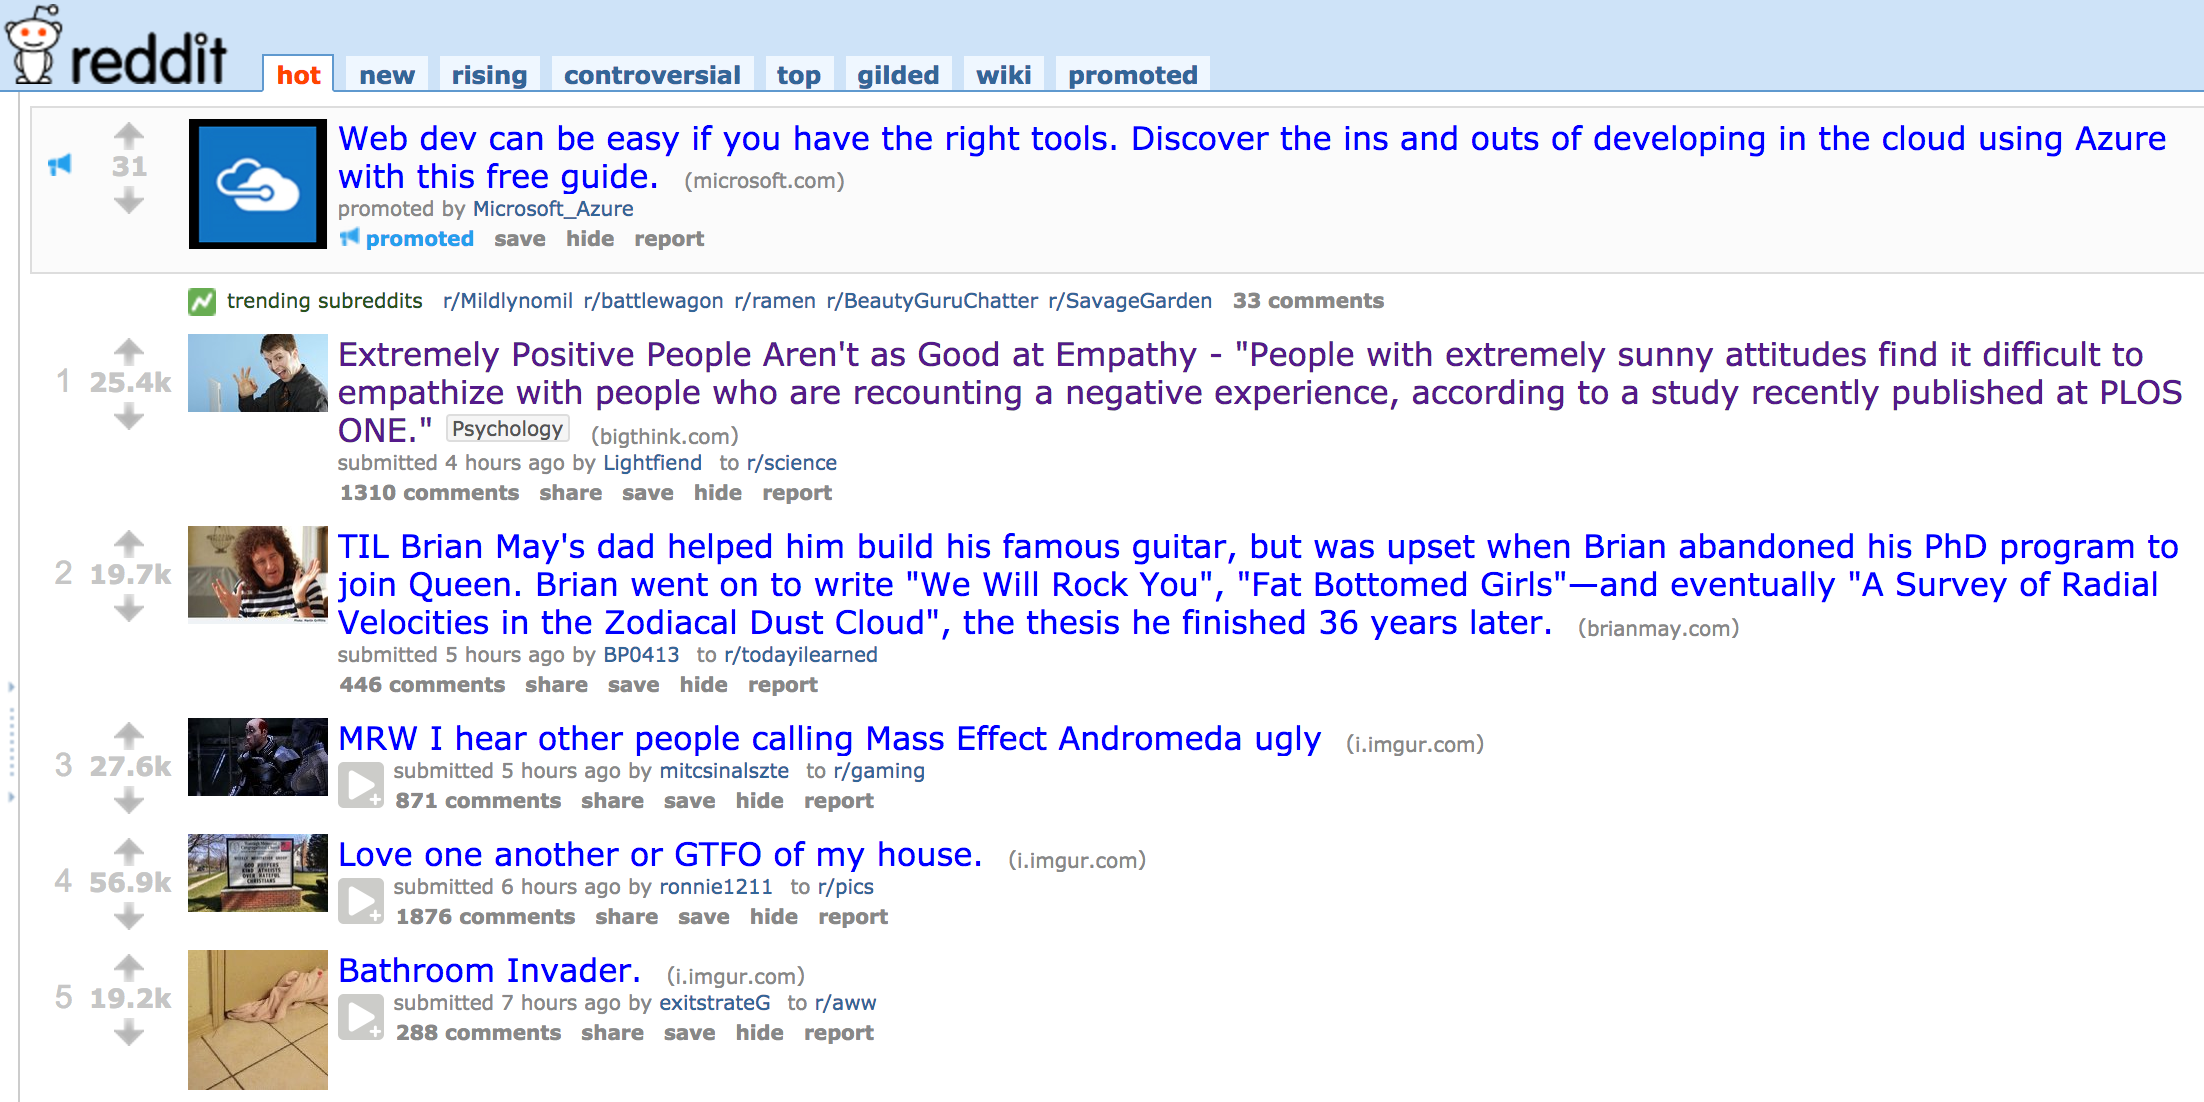 reddit hot new rising controversial top gilded wiki promoted
Web dev can be easy if you have the right tools. Discover the ins and outs of developing in the cloud using Azure
31
with this free guide. (microsoft.com)
promoted by Microsoft_Azure
promoted save hide report
trending subreddits r/Mildlynomil r/battlewagon r/ramen r/BeautyGuruChatter r/SavageGarden 33 comments
Extremely Positive People Aren't as Good at Empathy - "People with extremely sunny attitudes find it difficult to
1 25.4k
empathize with people who are recounting a negative experience, according to a study recently published at PLOS
ONE." Psychology (bigthink.com)
submitted 4 hours ago by Lightfiend to r/science
1310 comments share save hide report
TIL Brian May's dad helped him build his famous guitar, but was upset when Brian abandoned his PhD program to
2 19.7k
join Queen. Brian went on to write "We Will Rock You", "Fat Bottomed Girls"—and eventually "A Survey of Radial
Velocities in the Zodiacal Dust Cloud", the thesis he finished 36 years later. (brianmay.com)
submitted 5 hours ago by BP0413 to r/todayilearned
446 comments share save hide report
MRW I hear other people calling Mass Effect Andromeda ugly (i.imgur.com)
3 27.6k
submitted 5 hours ago by mitcsinalszte to r/gaming
871 comments share save hide report
Love one another or GTFO of my house. (i.imgur.com)
4 56.9k
GOD PREFERS
KIND ATHEISTS
OVER HATEFUL
CHRISTIANS
submitted 6 hours ago by ronnie1211 to r/pics
1876 comments share save hide report
Bathroom Invader. (i.imgur.com)
5 19.2k
submitted 7 hours ago by exitstrateG to r/aww
288 comments share save hide report